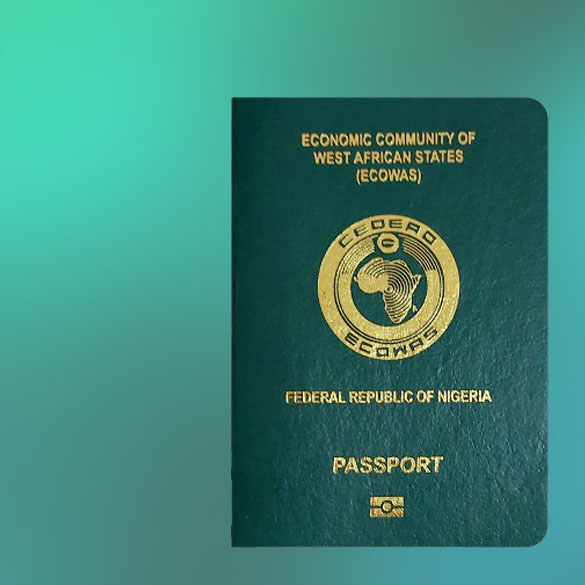 ECONOMIC COMMUNITY OF
WEST AFRICAN STATES
(ECOWAS)
CEDEAO
ECOWAS
FEDERAL REPUBLIC OF NIGERIA
PASSPORT